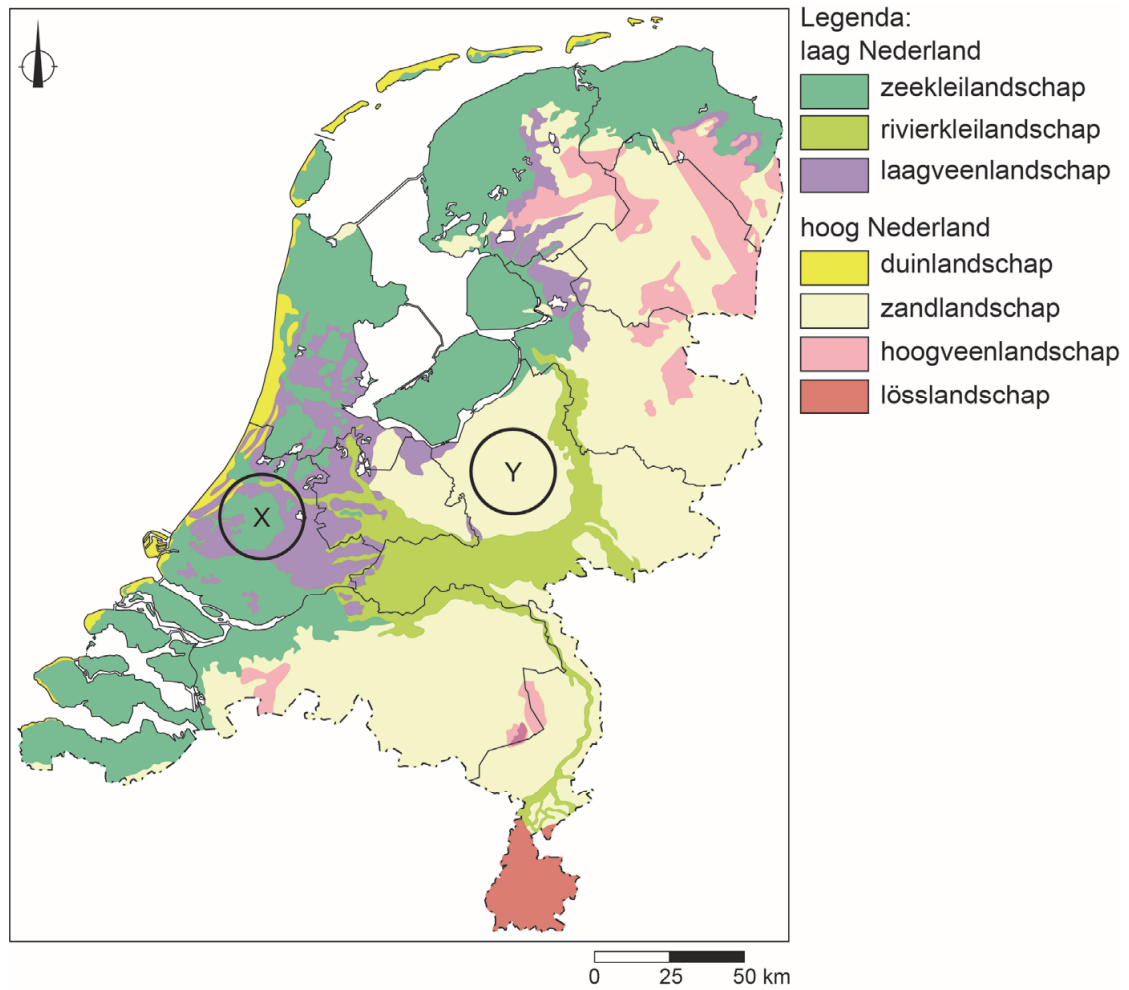 Legenda:
laag Nederland
zeekleilandschap
rivierkleilandschap
laagveenlandschap
hoog Nederland
duinlandschap
zandlandschap
hoogveenlandschap
lösslandschap
X
Y
0 25 50 km